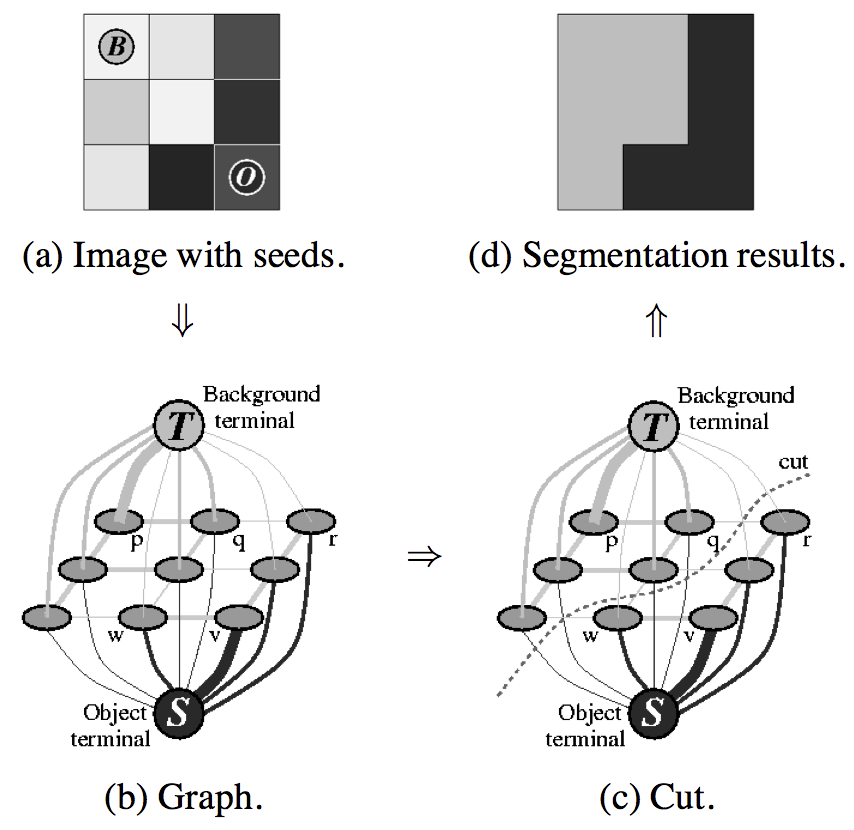 B
O
(a) Image with seeds.
(d) Segmentation results.
⇓
⇑
Background
terminal
T
p
q
r
w
v
Object
terminal
S
(b) Graph.
⇒
Background
terminal
T
cut
p
q
r
w
v
Object
terminal
S
(c) Cut.